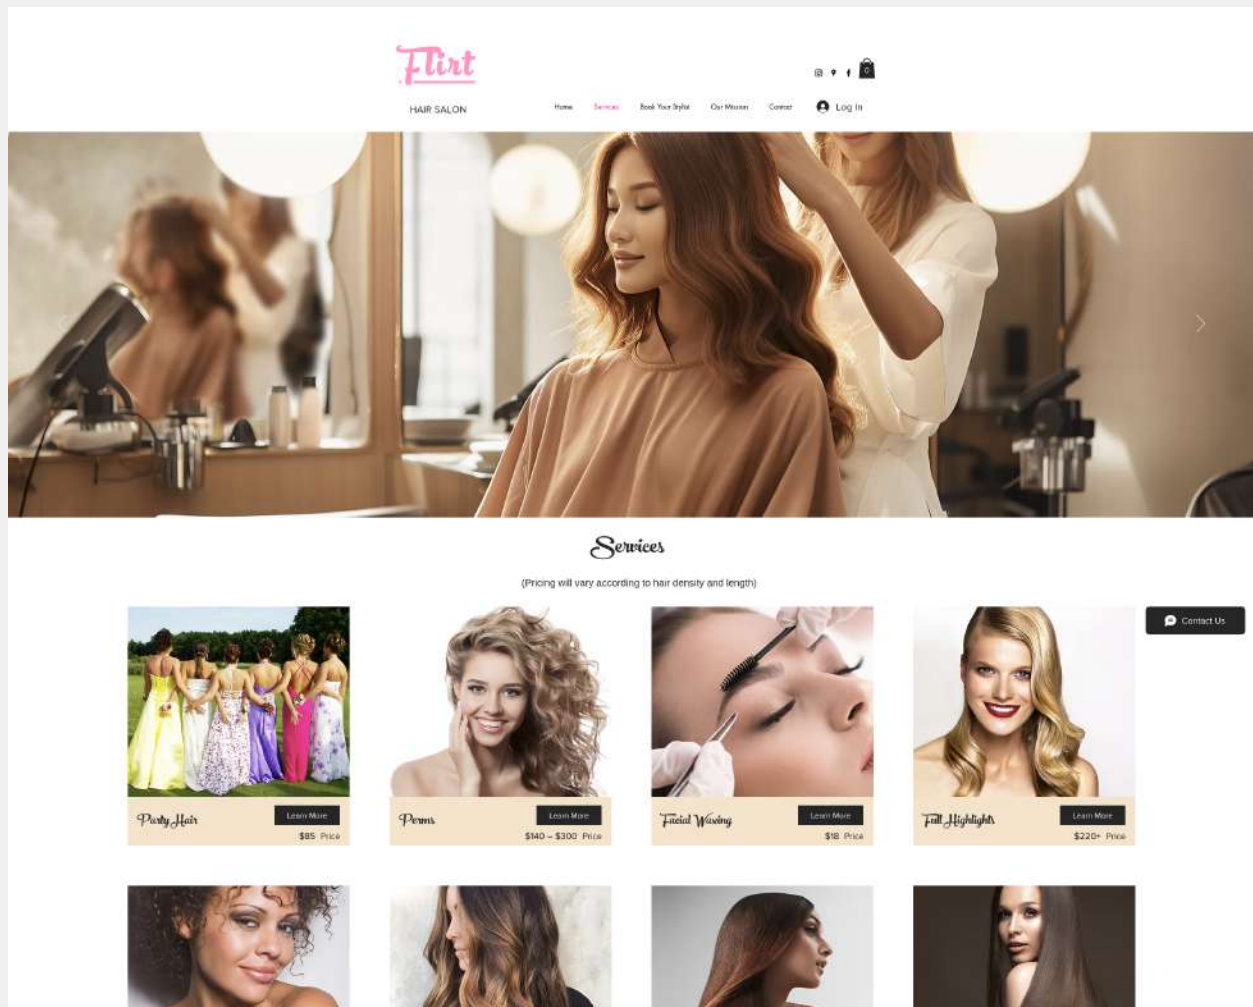 Flirt
HAIR SALON
0
Home Services Book Your Stylist Our Mission Contact Log In
Services
(Pricing will vary according to hair density and length)
Contact Us
Party Hair Learn More
$85 Price
Perms Learn More
$140 – $300 Price
Facial Waxing Learn More
$18 Price
Full Highlights Learn More
$220+ Price